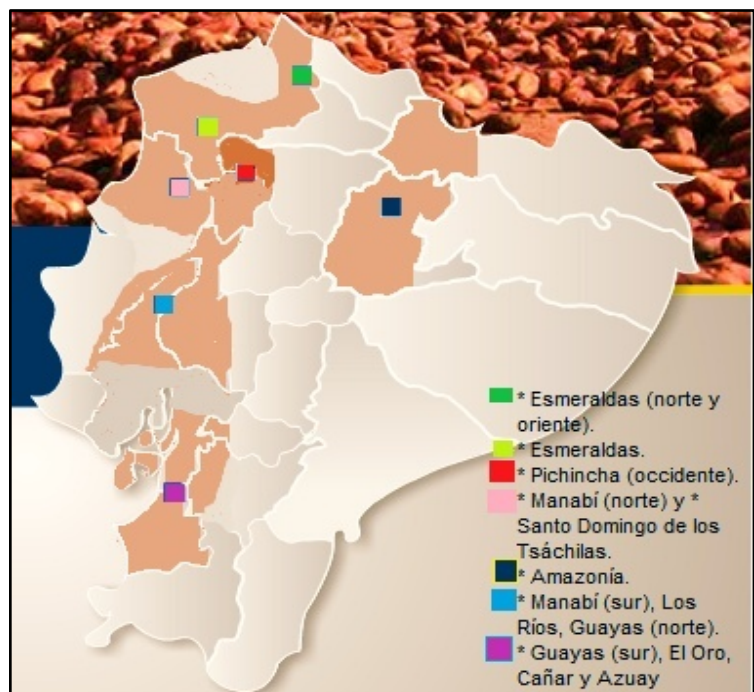 * Esmeraldas (norte y
oriente).
* Esmeraldas.
* Pichincha (occidente).
* Manabí (norte) y *
Santo Domingo de los
Tsáchilas.
* Amazonía.
* Manabí (sur), Los
Ríos, Guayas (norte).
* Guayas (sur), El Oro,
Cañar y Azuay